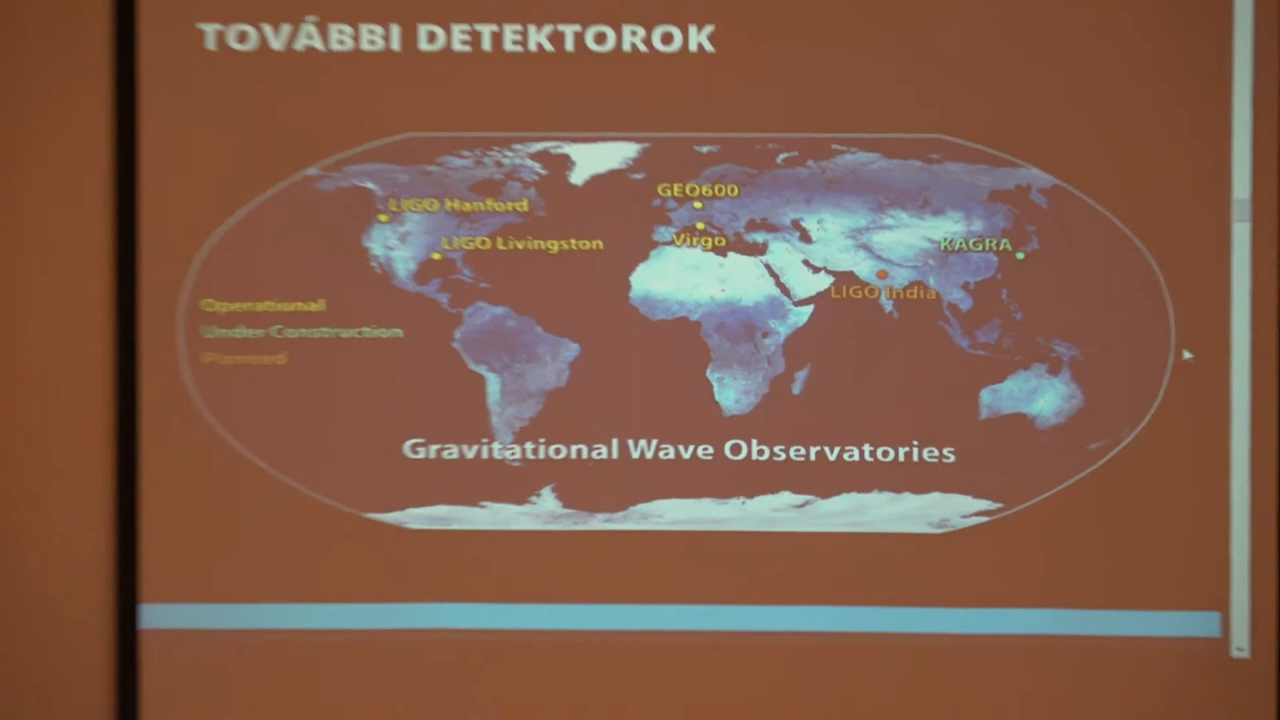 TOVÁBBI DETEKTOROK
GEO600
LIGO Hanford
Virgo
LIGO Livingston
KAGRA
LIGO India
Operational
Under Construction
Planned
Gravitational Wave Observatories